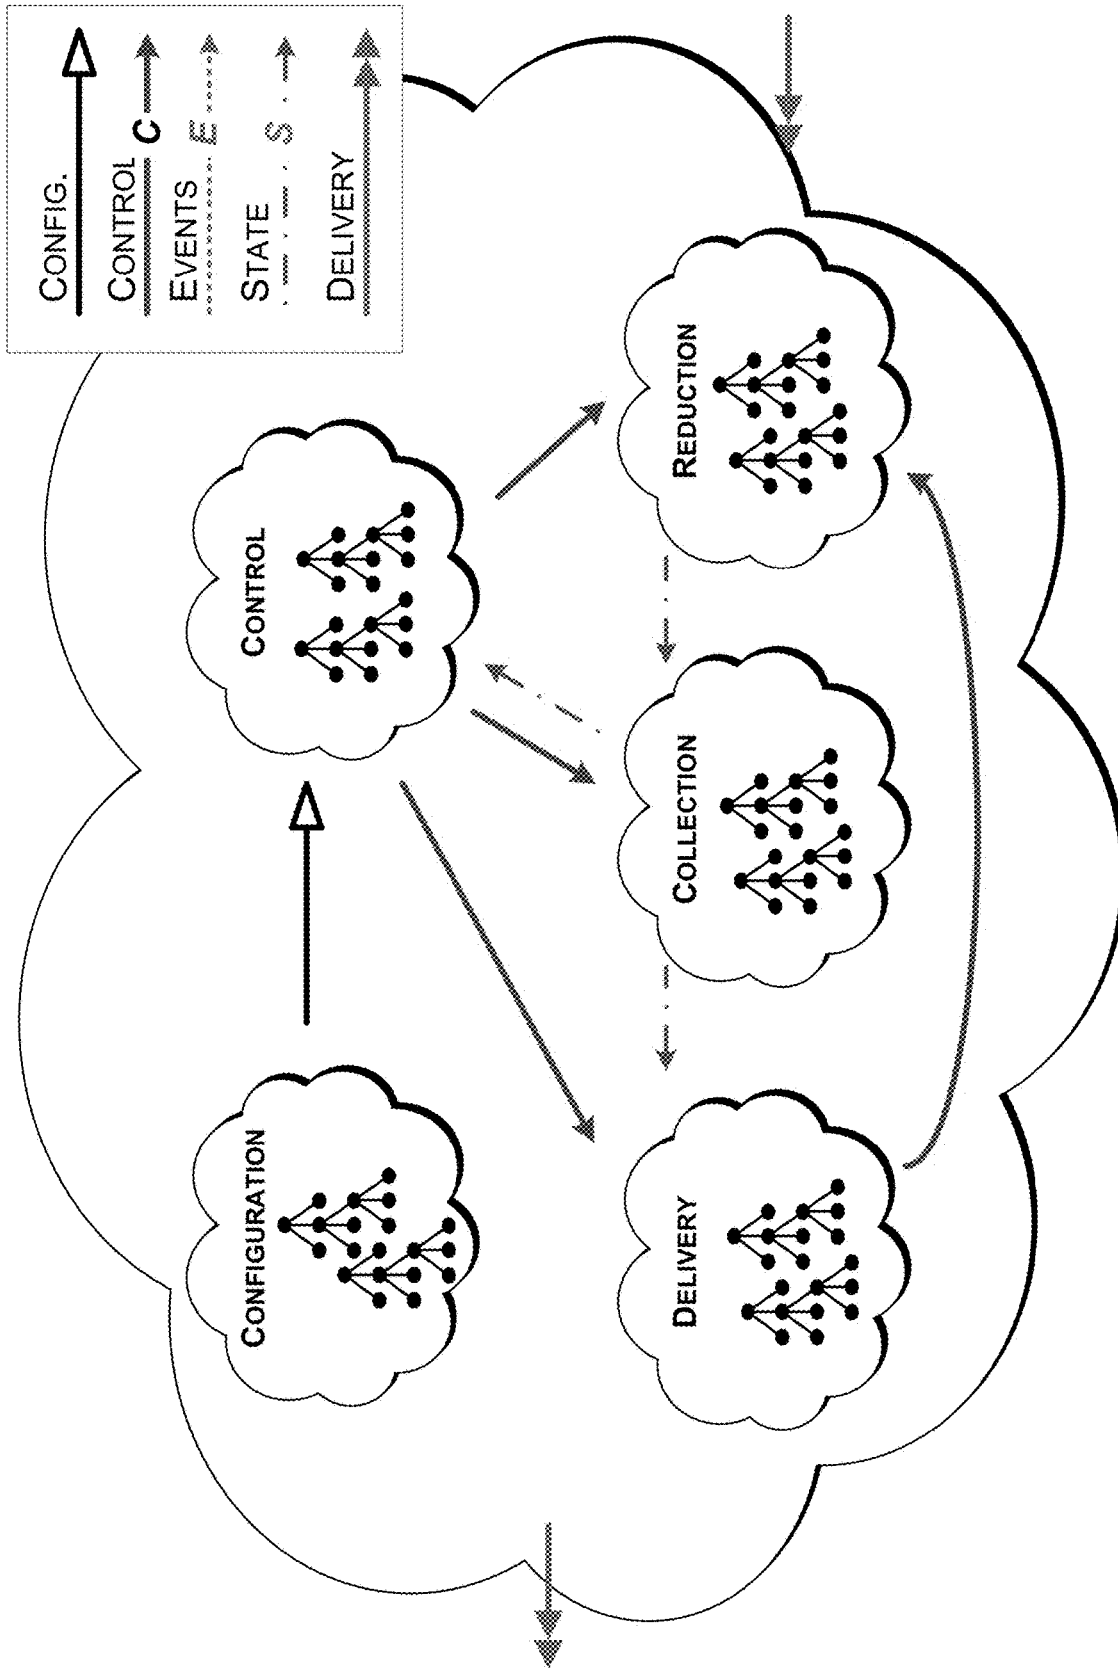 CONFIG.
CONTROL
C
EVENTS
E
STATE
S
DELIVERY
CONFIGURATION
CONTROL
DELIVERY
COLLECTION
REDUCTION